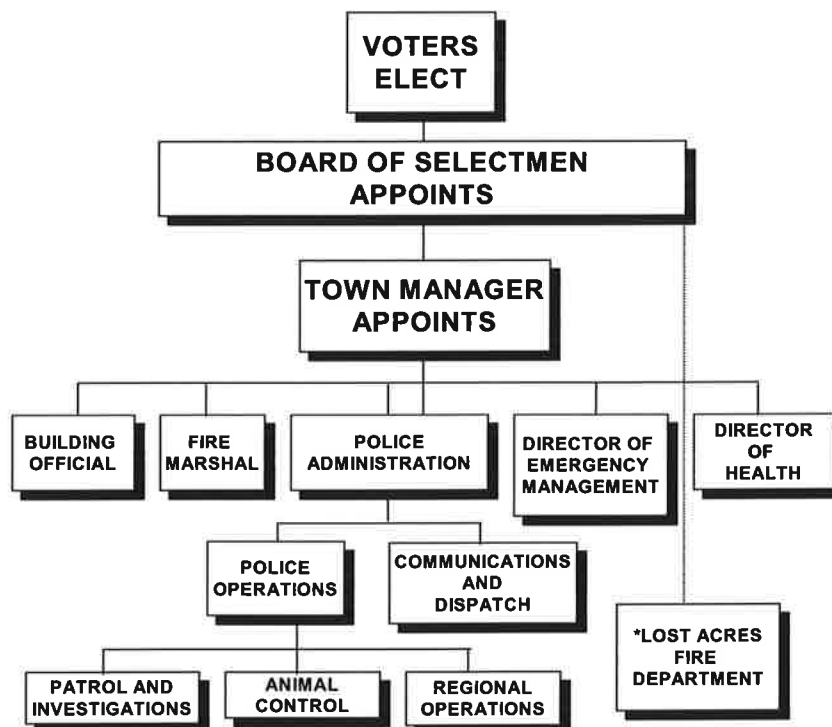 VOTERS
ELECT
BOARD OF SELECTMEN
APPOINTS
TOWN MANAGER
APPOINTS
BUILDING
OFFICIAL
FIRE
MARSHAL
POLICE
ADMINISTRATION
DIRECTOR OF
EMERGENCY
MANAGEMENT
DIRECTOR
OF
HEALTH
POLICE
OPERATIONS
COMMUNICATIONS
AND
DISPATCH
*LOST ACRES
FIRE
DEPARTMENT
PATROL AND
INVESTIGATIONS
ANIMAL
CONTROL
REGIONAL
OPERATIONS